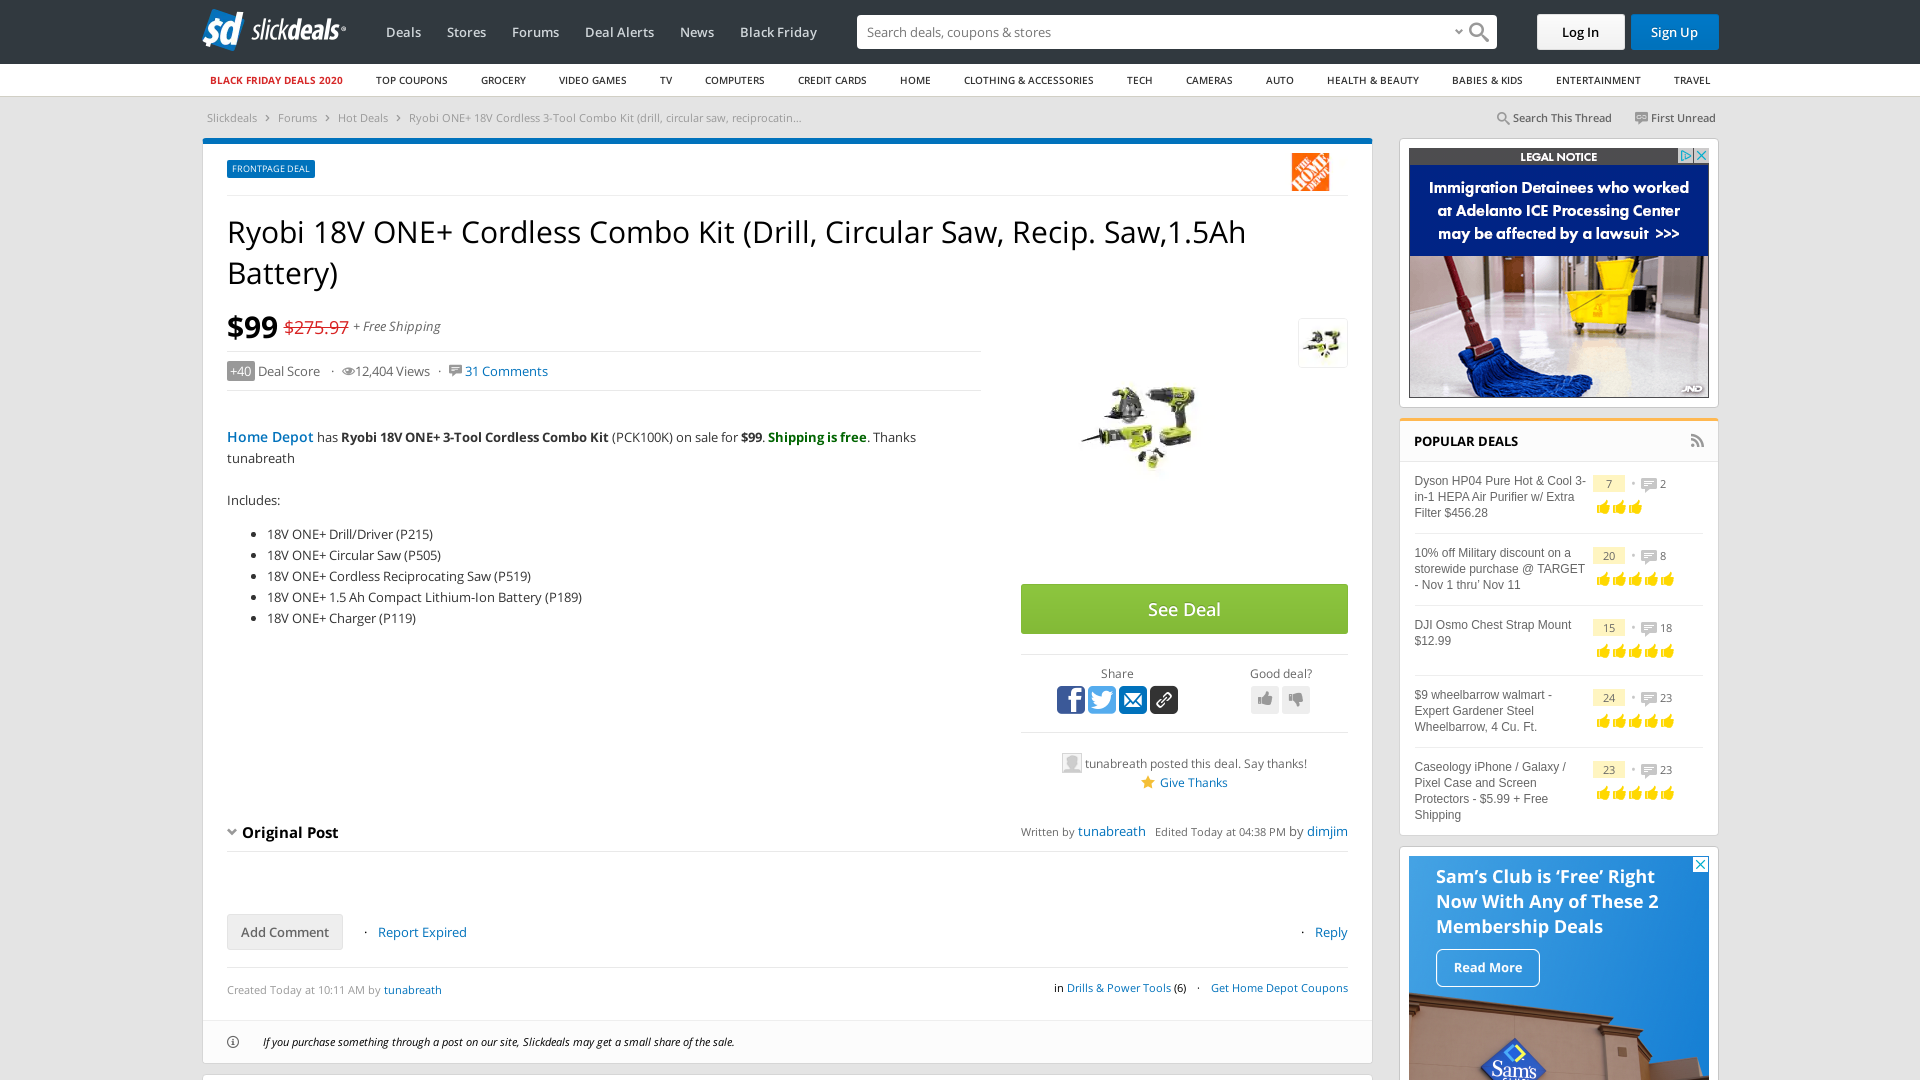 slickdeals
Deals Stores Forums Deal Alerts News Black Friday
Search deals, coupons & shopping
Log In
Sign Up
BLACK FRIDAY DEALS 2020 TOP COUPONS GROCERY VIDEO GAMES TV COMPUTERS CREDIT CARDS HOME CLOTHING & ACCESSORIES TECH CAMERAS AUTO HEALTH & BEAUTY BABIES & KIDS ENTERTAINMENT TRAVEL
Slickdeals › Forums › Hot Deals › Ryobi ONE+ 18V Cordless 3-Tool Combo Kit (drill, circular saw, reciprocatin...
Search This Thread First Unread
FRONTPAGE DEAL
THE HOME DEPOT
Ryobi 18V ONE+ Cordless Combo Kit (Drill, Circular Saw, Recip. Saw,1.5Ah
Battery)
$99 $275.97 + Free Shipping
+40 Deal Score · 12,404 Views · 31 Comments
Home Depot has Ryobi 18V ONE+ 3-Tool Cordless Combo Kit (PCK100K) on sale for $99. Shipping is free. Thanks
tunabreath
Includes:
• 18V ONE+ Drill/Driver (P215)
• 18V ONE+ Circular Saw (P505)
• 18V ONE+ Cordless Reciprocating Saw (P519)
• 18V ONE+ 1.5 Ah Compact Lithium-Ion Battery (P189)
• 18V ONE+ Charger (P119)
See Deal
Share Good deal?
tunabreath posted this deal. Say thanks!
Give Thanks
Original Post
Written by tunabreath Edited Today at 04:38 PM by dimjim
Add Comment · Report Expired
· Reply
Created Today at 10:11 AM by tunabreath
in Drills & Power Tools (6) · Get Home Depot Coupons
If you purchase something through a post on our site, Slickdeals may get a small share of the sale.
LEGAL NOTICE
Immigration Detainees who worked
at Adelanto ICE Processing Center
may be affected by a lawsuit >>>
JND
POPULAR DEALS
Dyson HP04 Pure Hot & Cool 3-
in-1 HEPA Air Purifier w/ Extra
Filter $456.28
7 • 2
10% off Military discount on a
storewide purchase @ TARGET
- Nov 1 thru' Nov 11
20 • 8
DJI Osmo Chest Strap Mount
$12.99
15 • 18
$9 wheelbarrow walmart -
Expert Gardener Steel
Wheelbarrow, 4 Cu. Ft.
24 • 23
Caseology iPhone / Galaxy /
Pixel Case and Screen
Protectors - $5.99 + Free
Shipping
23 • 23
Sam's Club is 'Free' Right
Now With Any of These 2
Membership Deals
Read More
Sam's